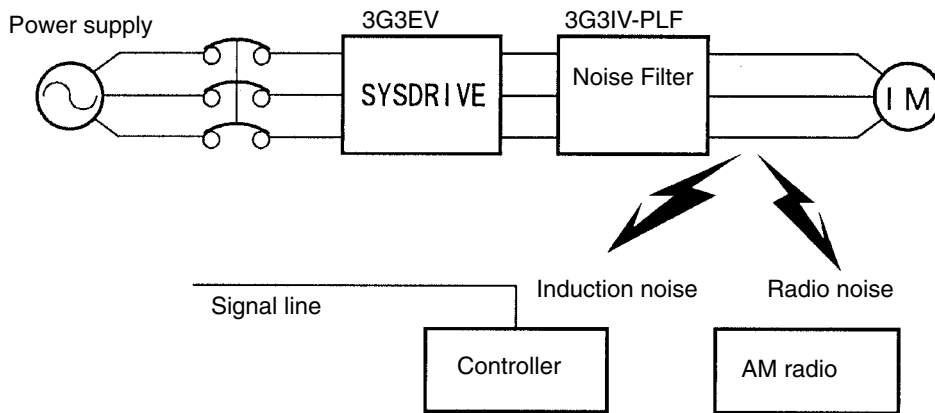 Power supply
3G3EV
3G3IV-PLF
SYSDRIVE
Noise Filter
IM
Induction noise
Radio noise
Signal line
Controller
AM radio